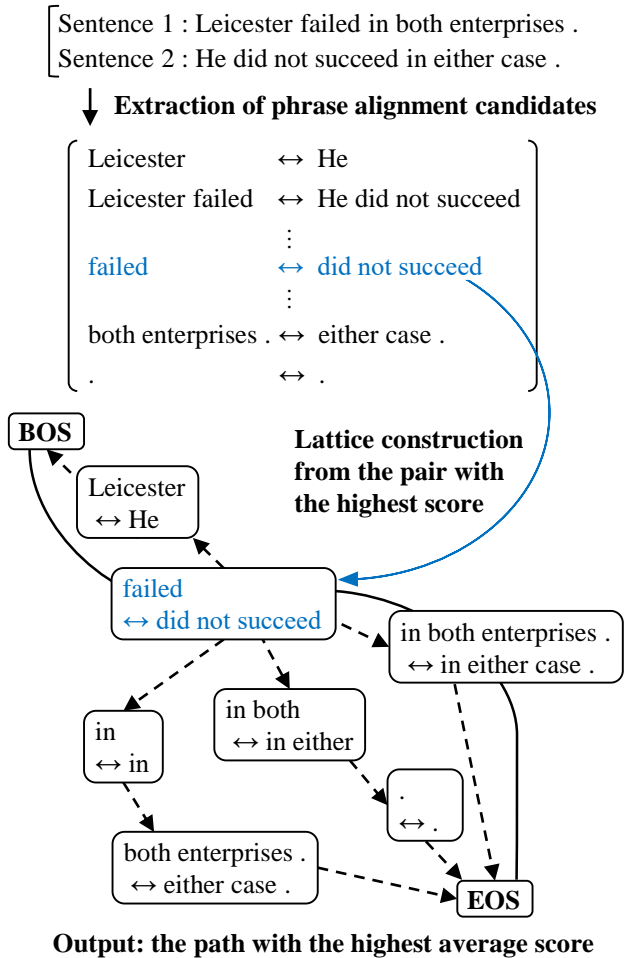 Sentence 1 : Leicester failed in both enterprises .
Sentence 2 : He did not succeed in either case .
Extraction of phrase alignment candidates
Leicester ↔ He
Leicester failed ↔ He did not succeed
⋮
failed ↔ did not succeed
⋮
both enterprises . ↔ either case .
. ↔ .
BOS
Lattice construction
from the pair with
the highest score
Leicester
↔ He
failed
↔ did not succeed
in both enterprises .
↔ in either case .
in
↔ in
in both
↔ in either
.
↔ .
both enterprises .
↔ either case .
EOS
Output: the path with the highest average score